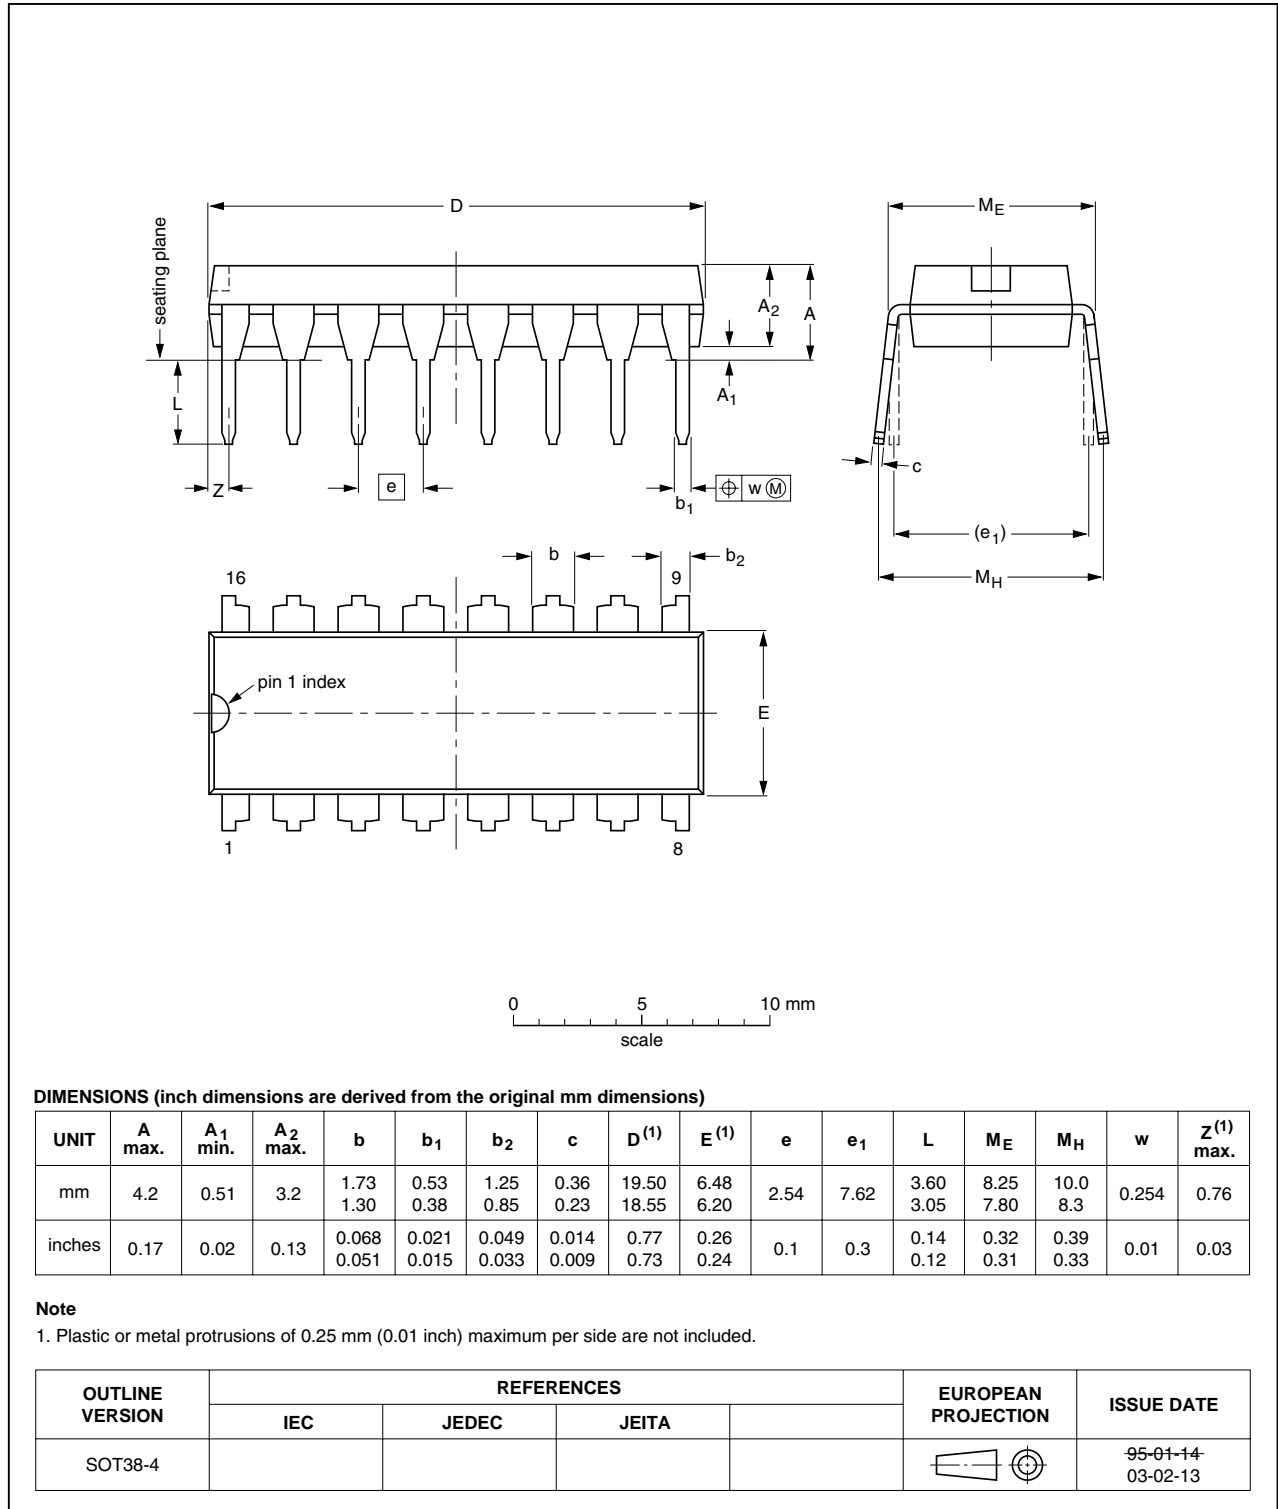 D
ME
seating plane
A2
A
A1
L
c
Z
e
b1
w M
(e1)
MH
b
b2
16
9
pin 1 index
E
1
8
0 5 10 mm
scale
DIMENSIONS (inch dimensions are derived from the original mm dimensions)
UNIT A max. A1 min. A2 max. b b1 b2 c D(1) E(1) e e1 L ME MH w Z(1) max.
mm 4.2 0.51 3.2 1.73 1.30 0.53 0.38 1.25 0.85 0.36 0.23 19.50 18.55 6.48 6.20 2.54 7.62 3.60 3.05 8.25 7.80 10.0 8.3 0.254 0.76
inches 0.17 0.02 0.13 0.068 0.051 0.021 0.015 0.049 0.033 0.014 0.009 0.77 0.73 0.26 0.24 0.1 0.3 0.14 0.12 0.32 0.31 0.39 0.33 0.01 0.03
Note
1. Plastic or metal protrusions of 0.25 mm (0.01 inch) maximum per side are not included.
OUTLINE VERSION REFERENCES EUROPEAN PROJECTION ISSUE DATE
IEC JEDEC JEITA
SOT38-4 95-01-14
03-02-13